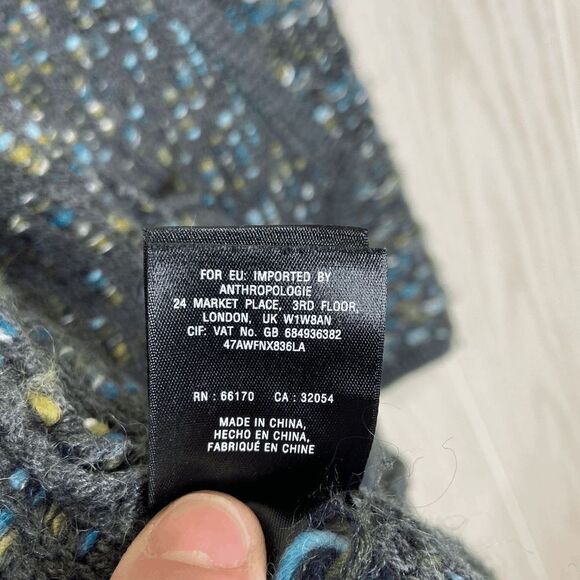 FOR EU: IMPORTED BY
ANTHROPOLOGIE
24 MARKET PLACE, 3RD FLOOR,
LONDON, UK W1W8AN
CIF: VAT No. GB 684936382
47AWFNX836LA
RN : 66170 CA : 32054
MADE IN CHINA,
HECHO EN CHINA,
FABRIQUÉ EN CHINE